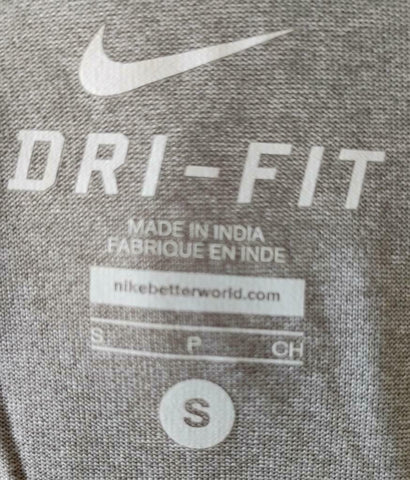 DRI-FIT
MADE IN INDIA
FABRIQUE EN INDE
nikebetterworld.com
S P CH
S